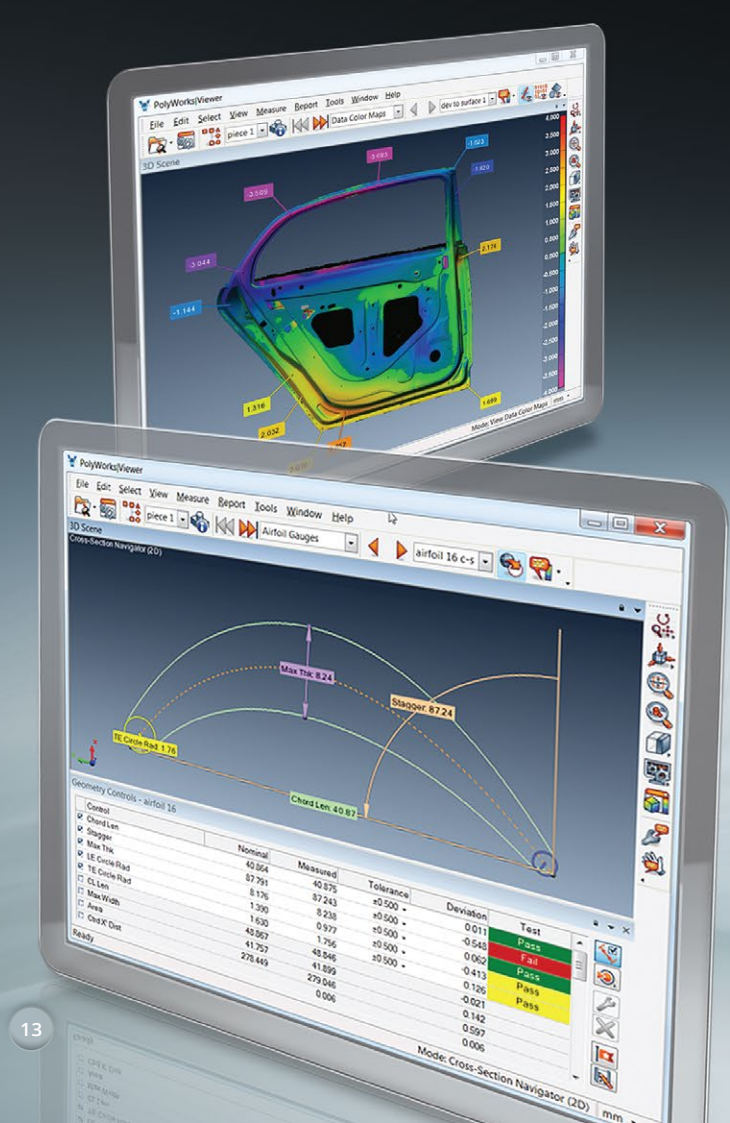 PolyWorks|Viewer
File Edit Select View Measure Report Tools Window Help
piece 1 Data Color Maps dev to surface 1
3D Scene
4.000
3.500
3.000
2.500
2.000
1.500
1.000
0.500
0.000
-0.500
-1.000
-1.500
-2.000
-2.500
-3.000
-3.500
-4.000
-1.823
-1.820
-3.044
2.176
-1.144
1.316
2.032
1.699
Mode: View Data Color Maps mm
PolyWorks|Viewer
File Edit Select View Measure Report Tools Window Help
piece 1 Airfoil Gauges airfoil 16 c-s
3D Scene
Cross-Section Navigator (2D)
Max Thk: 8.24
Stagger: 87.24
TE Circle Rad: 1.76
Chord Len: 40.87
Geometry Controls - airfoil 16
Control Nominal Measured Tolerance Deviation Test
Chord Len 40.864 40.875 ±0.500 0.011 Pass
Stagger 87.791 87.243 ±0.500 -0.548 Fail
Max Thk 8.176 8.238 ±0.500 0.062 Pass
LE Circle Rad 1.390 0.977 ±0.500 -0.413 Pass
TE Circle Rad 1.630 1.756 ±0.500 0.126 Pass
CL Len 48.867 48.846 -0.021
Max Width 41.757 41.899 0.142
Area 278.449 279.046 0.597
Chrd X' Dist 0.006 0.006
Ready Mode: Cross-Section Navigator (2D) mm
13